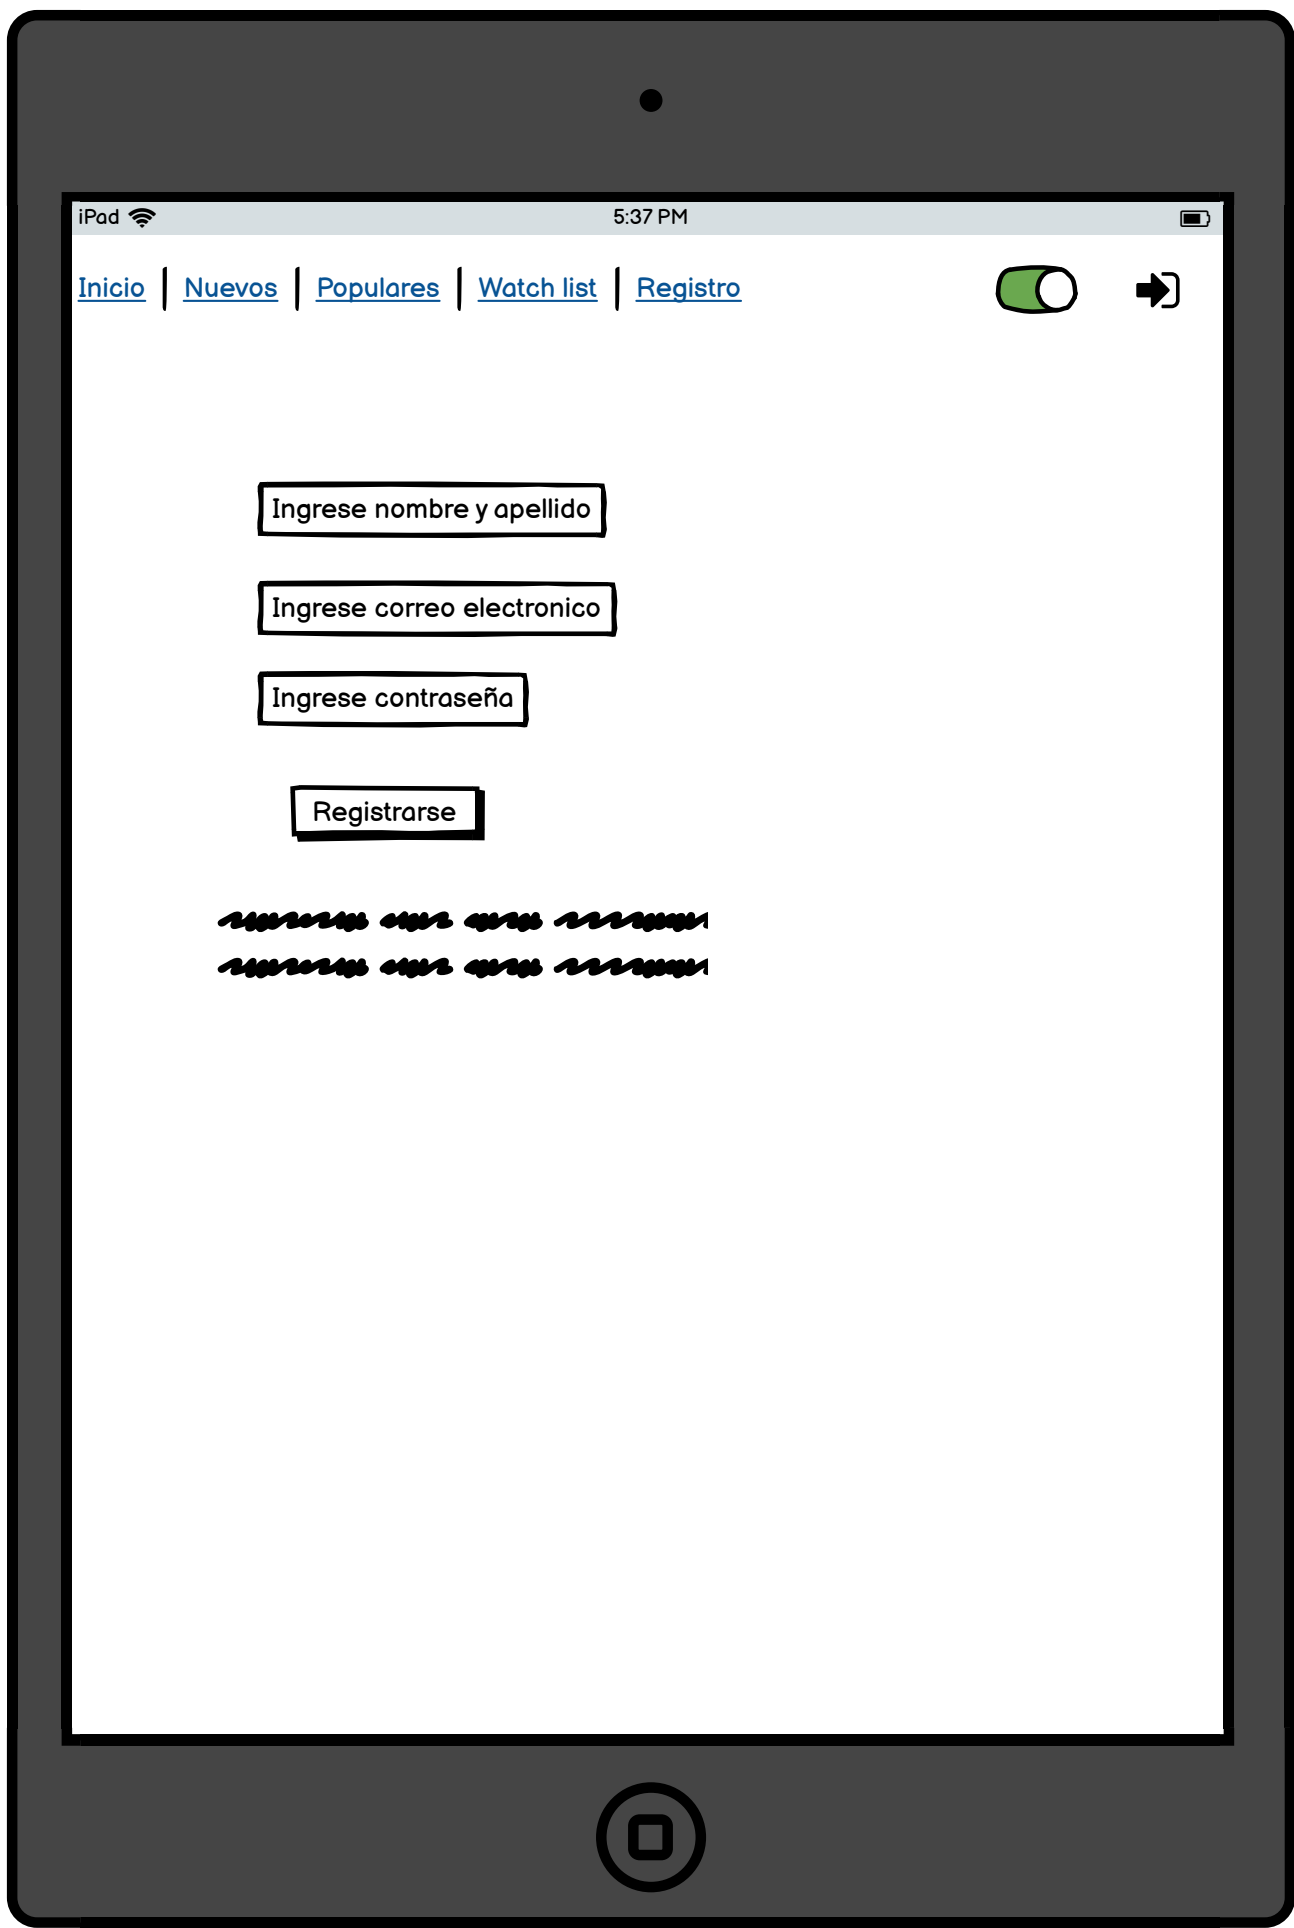 iPad 5:37 PM
Inicio Nuevos Populares Watch list Registro
Ingrese nombre y apellido
Ingrese correo electronico
Ingrese contraseña
Registrarse